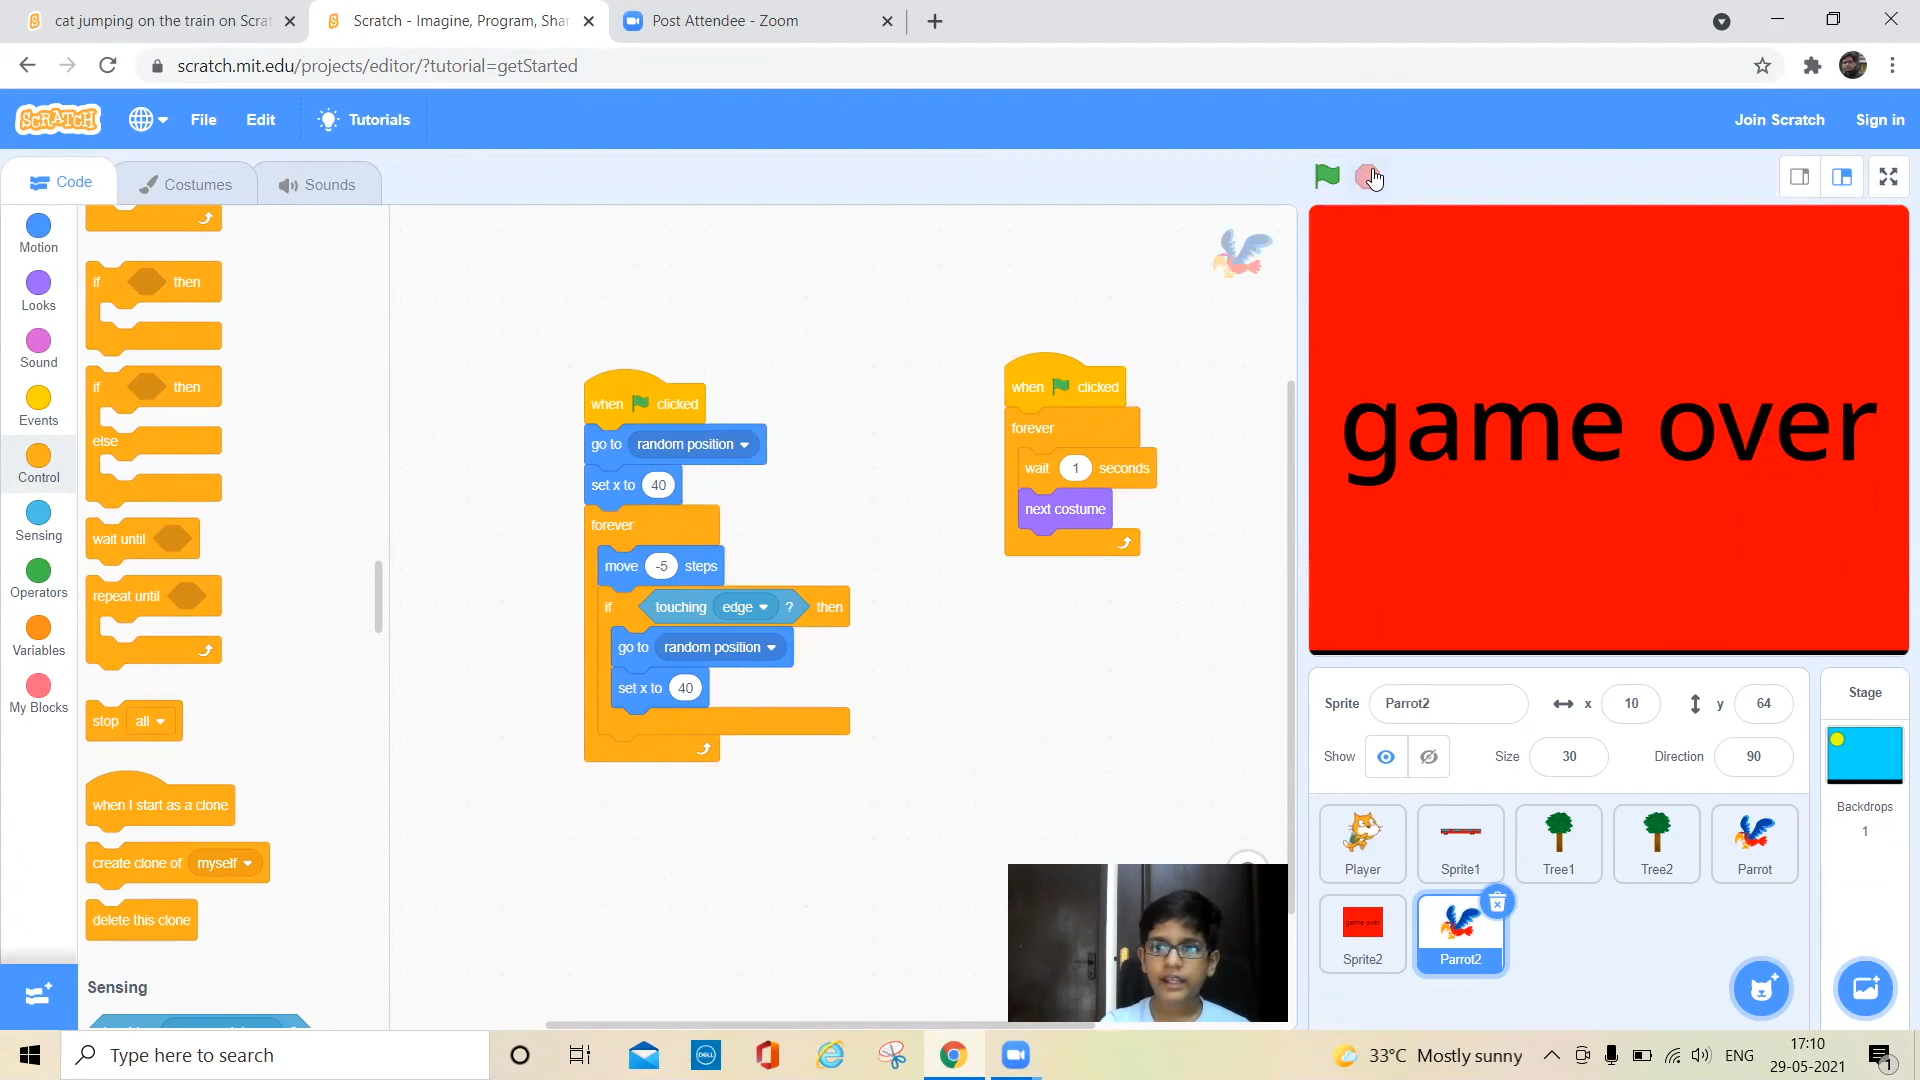 cat jumping on the train on Scrat
Scratch - Imagine, Program, Shar
Post Attendee - Zoom
scratch.mit.edu/projects/editor/?tutorial=getStarted
SCRATCH
File
Edit
Tutorials
Join Scratch
Sign in
Code
Costumes
Sounds
Motion
Looks
Sound
Events
Control
Sensing
Operators
Variables
My Blocks
if then
if then
else
wait until
repeat until
stop all
when I start as a clone
create clone of myself
delete this clone
Sensing
when clicked
go to random position
set x to 40
forever
move -5 steps
if touching edge ? then
go to random position
set x to 40
when clicked
forever
wait 1 seconds
next costume
game over
Sprite Parrot2 x 10 y 64
Show Size 30 Direction 90
Stage
Backdrops
1
Player
Sprite1
Tree1
Tree2
Parrot
game over
Sprite2
Parrot2
Type here to search
DELL
33°C Mostly sunny
ENG
17:10
29-05-2021
1